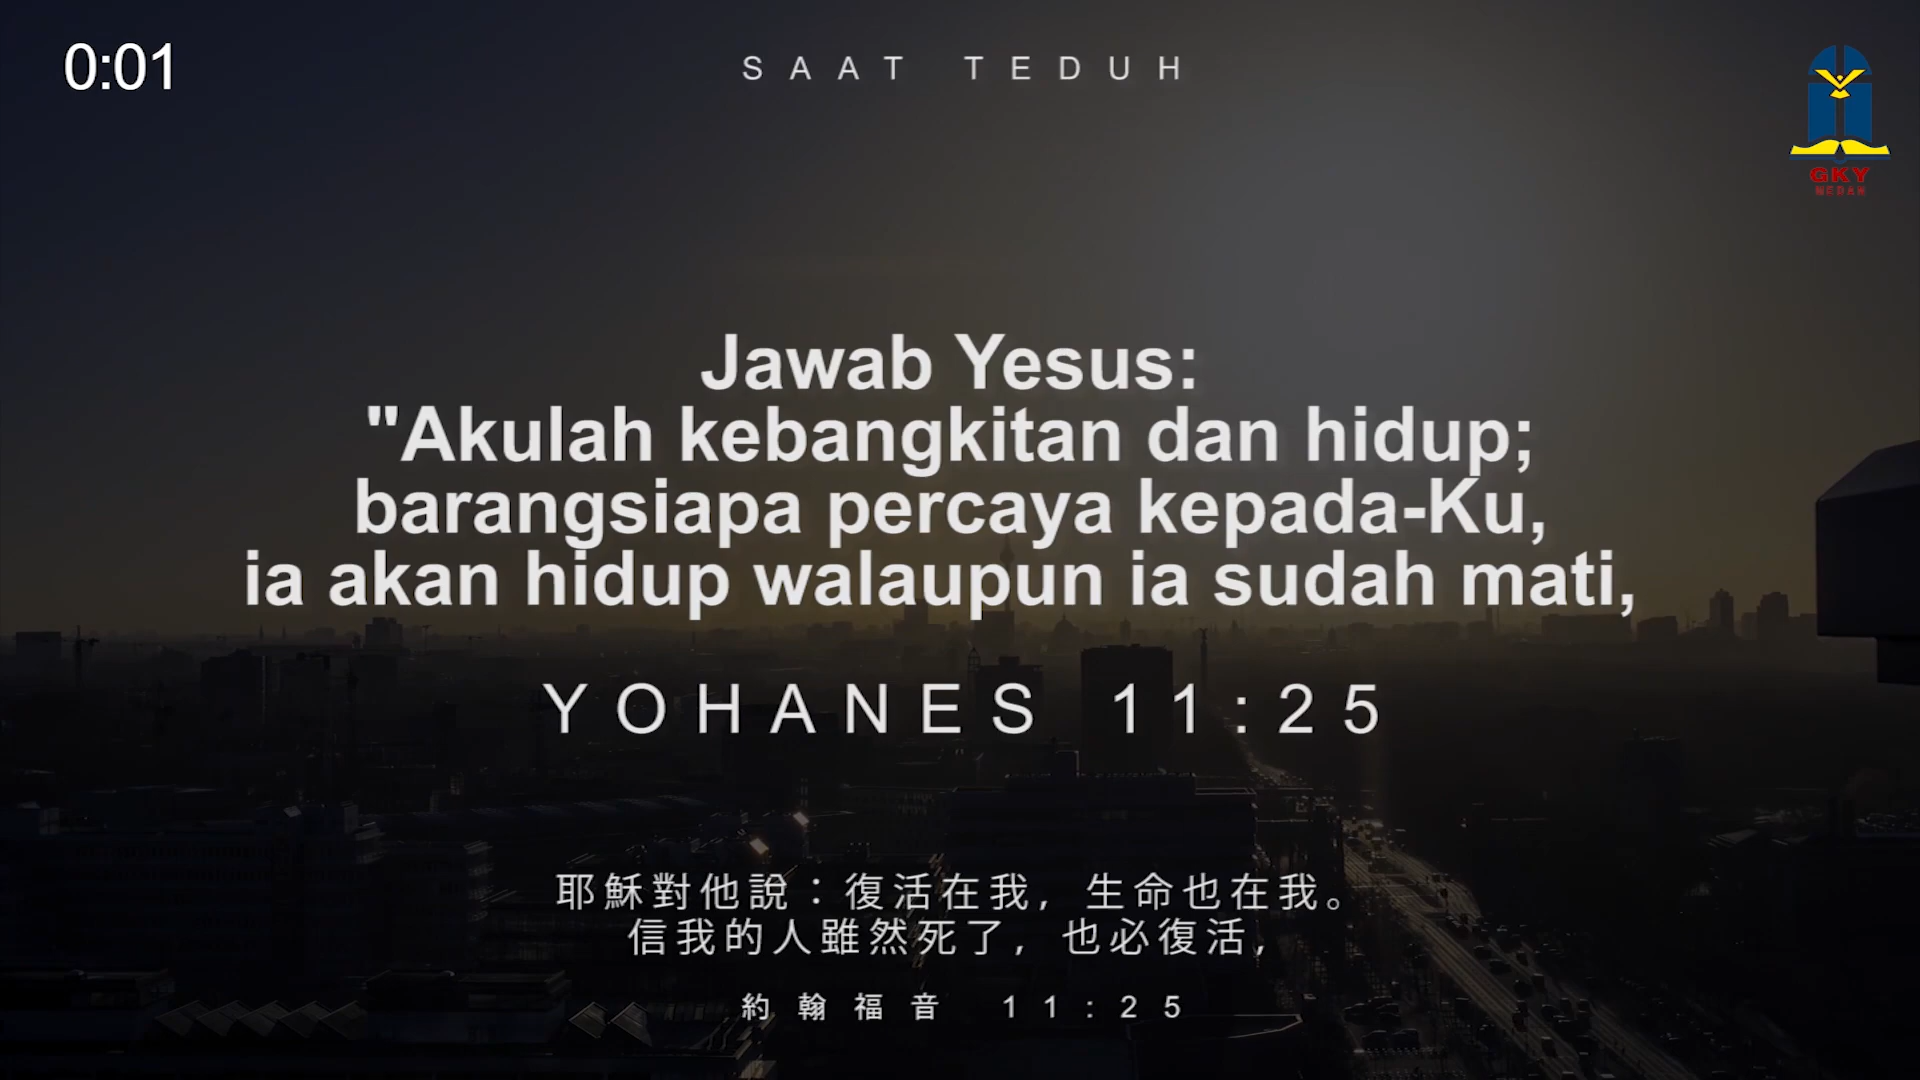 0:01
SAAT TEDUH
GKY
MEDAN
Jawab Yesus:
"Akulah kebangkitan dan hidup;
barangsiapa percaya kepada-Ku,
ia akan hidup walaupun ia sudah mati,
YOHANES 11:25
耶穌對他說：復活在我，生命也在我。
信我的人雖然死了，也必復活，
約翰福音 11:25